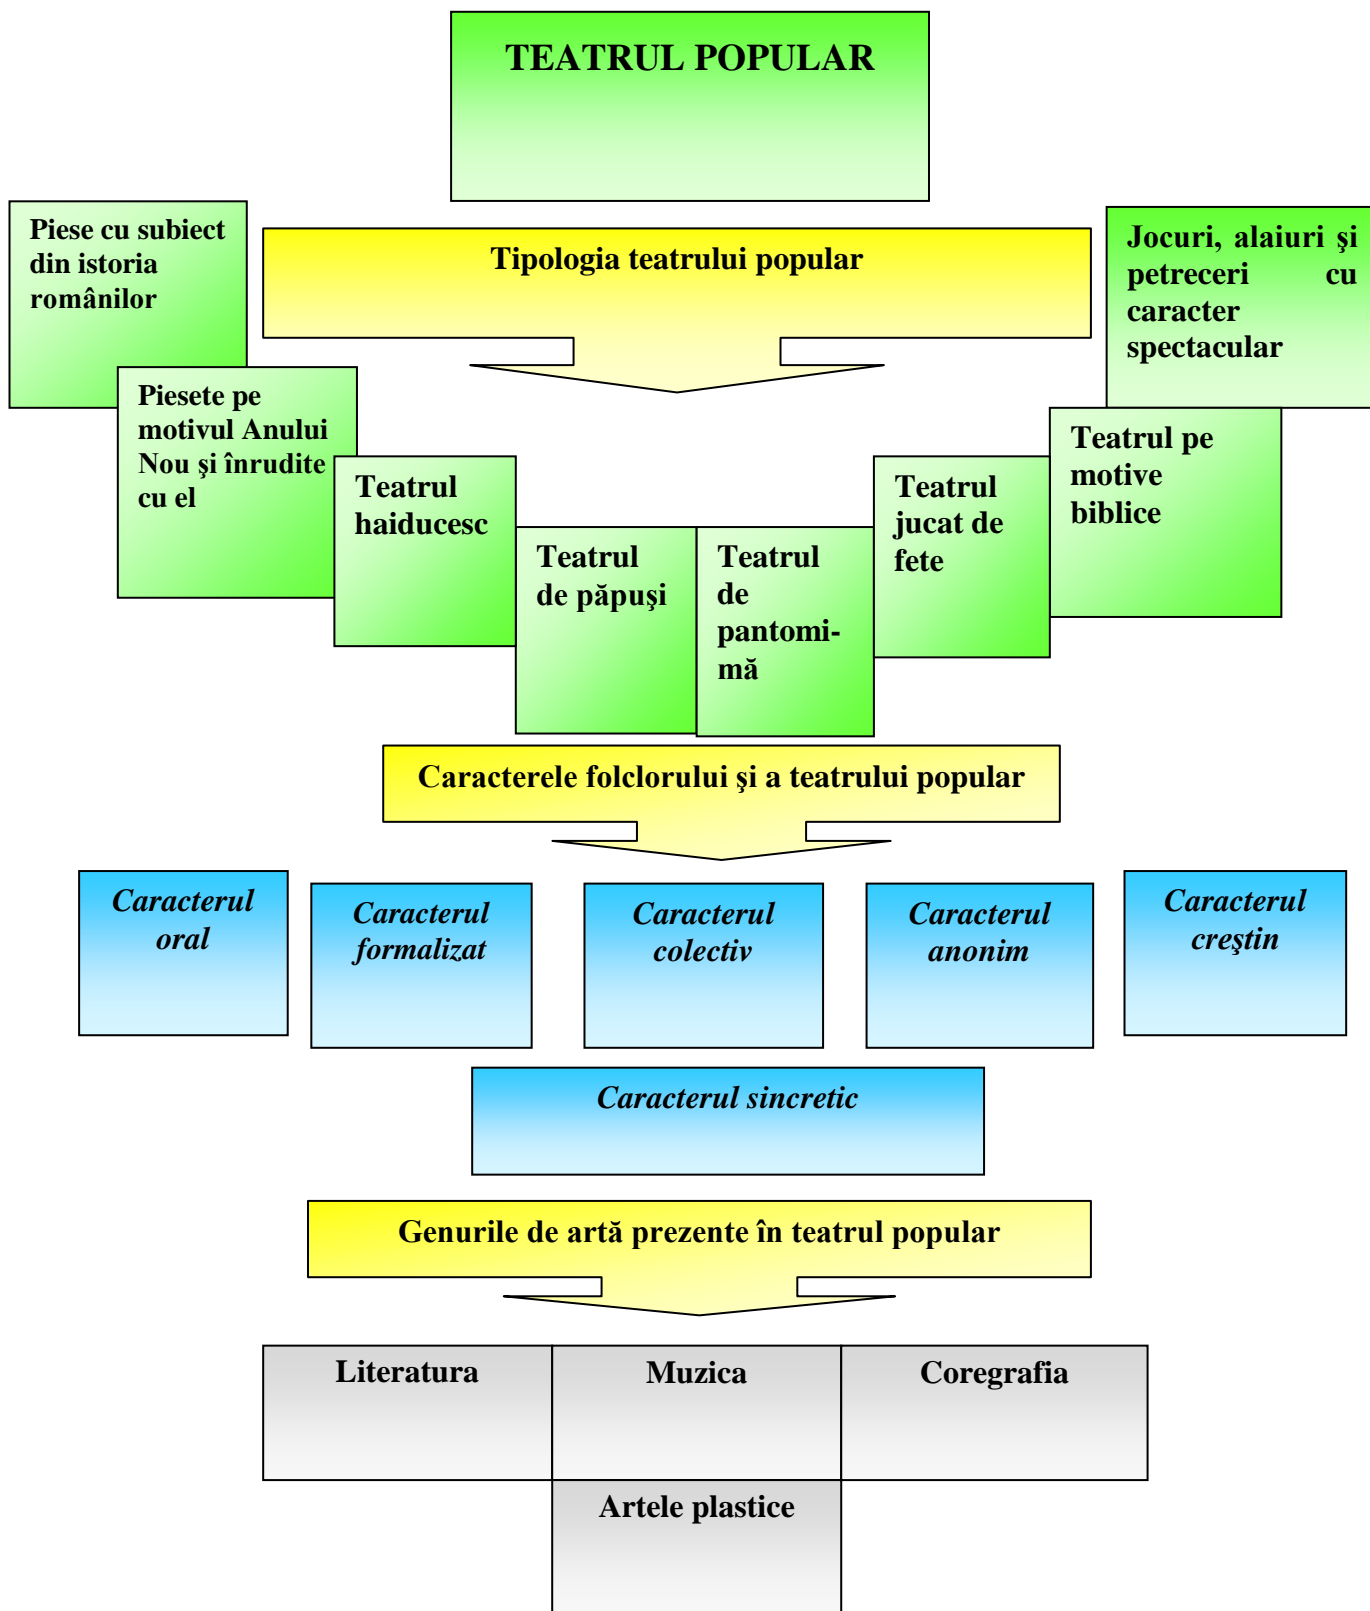 TEATRUL POPULAR
Tipologia teatrului popular
Piese cu subiect
din istoria
românilor
Piesete pe
motivul Anului
Nou şi înrudite
cu el
Teatrul
haiducesc
Teatrul
de păpuşi
Teatrul
de
pantomi-
mă
Teatrul
jucat de
fete
Teatrul pe
motive
biblice
Jocuri, alaiuri şi
petreceri cu
caracter
spectacular
Caracterele folclorului şi a teatrului popular
Caracterul
oral
Caracterul
formalizat
Caracterul
colectiv
Caracterul
anonim
Caracterul
creştin
Caracterul sincretic
Genurile de artă prezente în teatrul popular
Literatura
Muzica
Coregrafia
Artele plastice